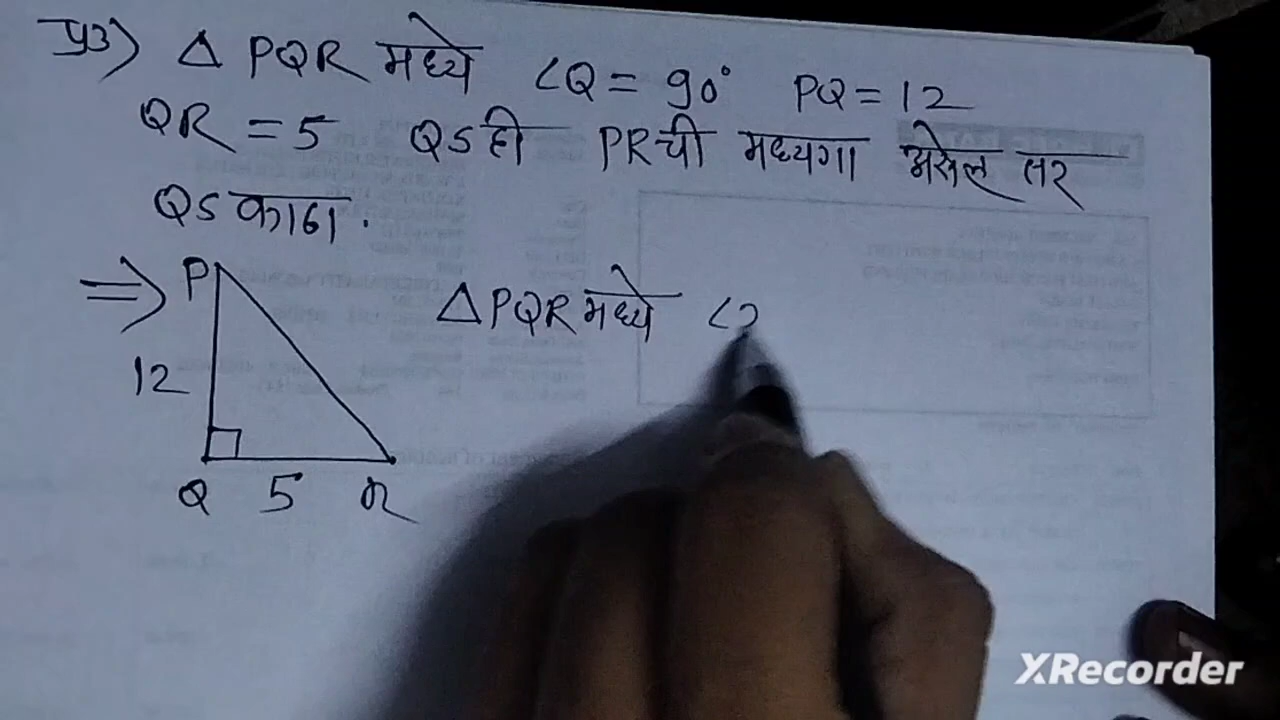 प्र3) △ PQR मध्ये ∠Q = 90° PQ = 12
QR = 5 QS ही PR ची मध्यगा असेल तर
QS काढा.
⇒ P △ PQR मध्ये
12
Q 5 R
XRecorder